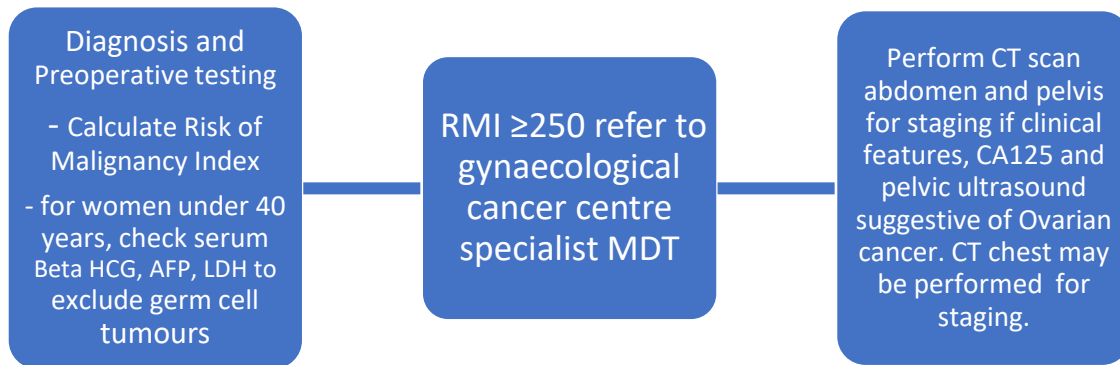 Diagnosis and
Preoperative testing
- Calculate Risk of
Malignancy Index
- for women under 40
years, check serum
Beta HCG, AFP, LDH to
exclude germ cell
tumours
RMI ≥250 refer to
gynaecological
cancer centre
specialist MDT
Perform CT scan
abdomen and pelvis
for staging if clinical
features, CA125 and
pelvic ultrasound
suggestive of Ovarian
cancer. CT chest may
be performed for
staging.